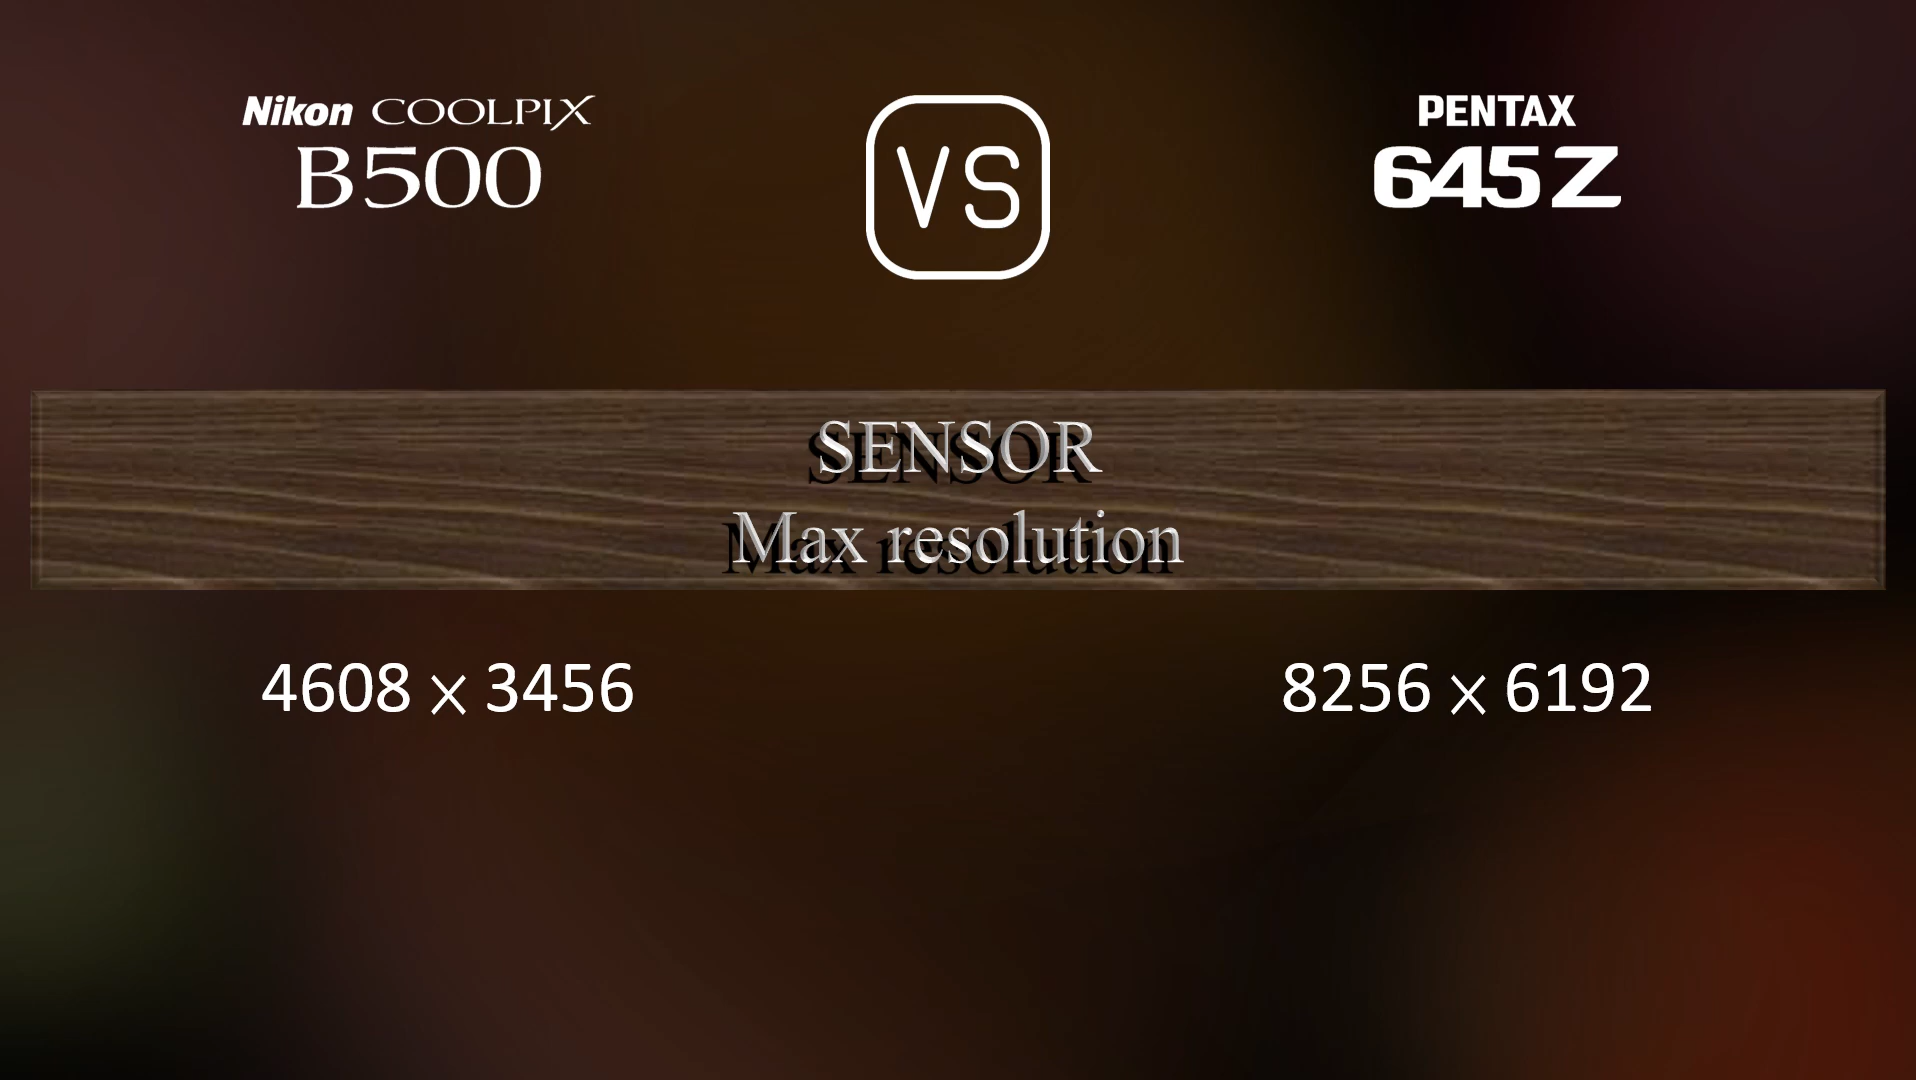 Nikon COOLPIX
B500
VS
PENTAX
645Z
SENSOR
Max resolution
4608 x 3456
8256 x 6192